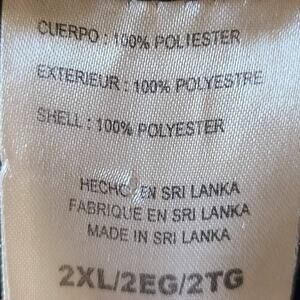 CUERPO : 100% POLIESTER
EXTERIEUR : 100% POLYESTRE
SHELL : 100% POLYESTER
HECHO EN SRI LANKA
FABRIQUE EN SRI LANKA
MADE IN SRI LANKA
2XL/2EG/2TG